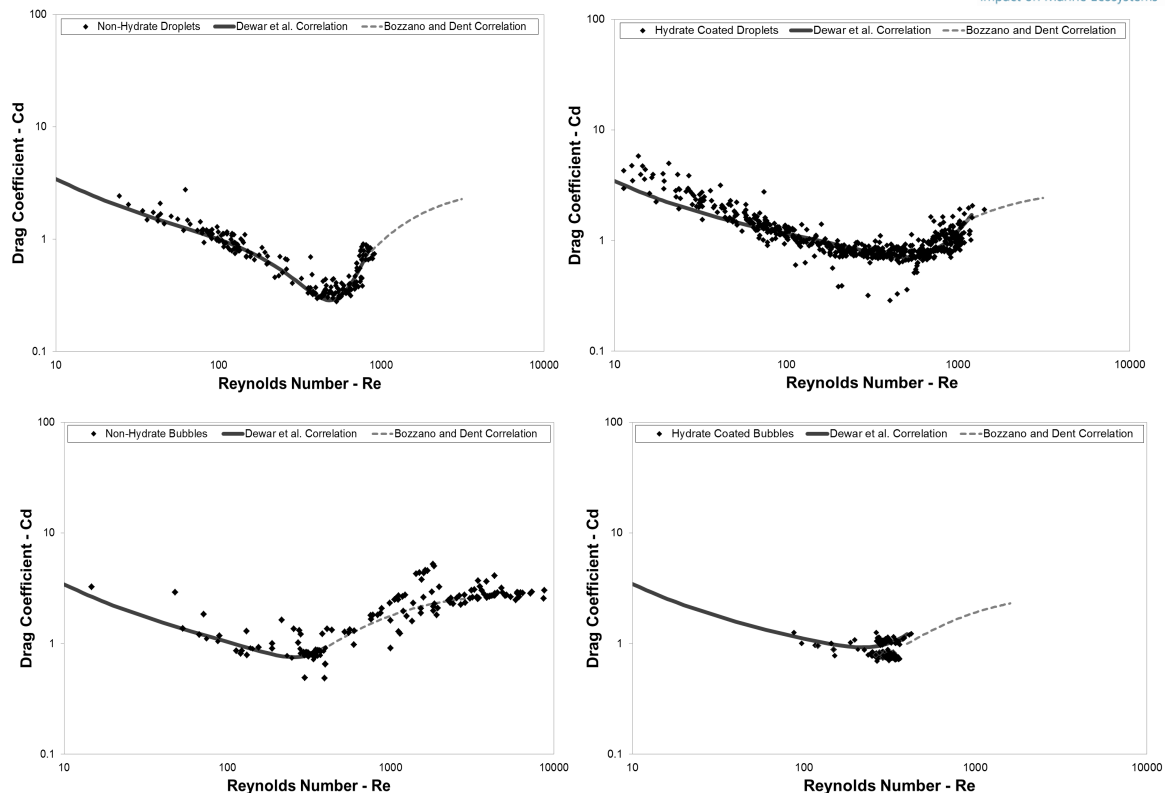 Impact on Marine Ecosystems
Non-Hydrate Droplets Dewar et al. Correlation Bozzano and Dent Correlation
100
10
1
0.1
Drag Coefficient - Cd
10 100 1000 10000
Reynolds Number - Re
Hydrate Coated Droplets Dewar et al. Correlation Bozzano and Dent Correlation
100
10
1
0.1
Drag Coefficient - Cd
10 100 1000 10000
Reynolds Number - Re
Non-Hydrate Bubbles Dewar et al. Correlation Bozzano and Dent Correlation
100
10
1
0.1
Drag Coefficient - Cd
10 100 1000 10000
Reynolds Number - Re
Hydrate Coated Bubbles Dewar et al. Correlation Bozzano and Dent Correlation
100
10
1
0.1
Drag Coefficient - Cd
10 100 1000 10000
Reynolds Number - Re